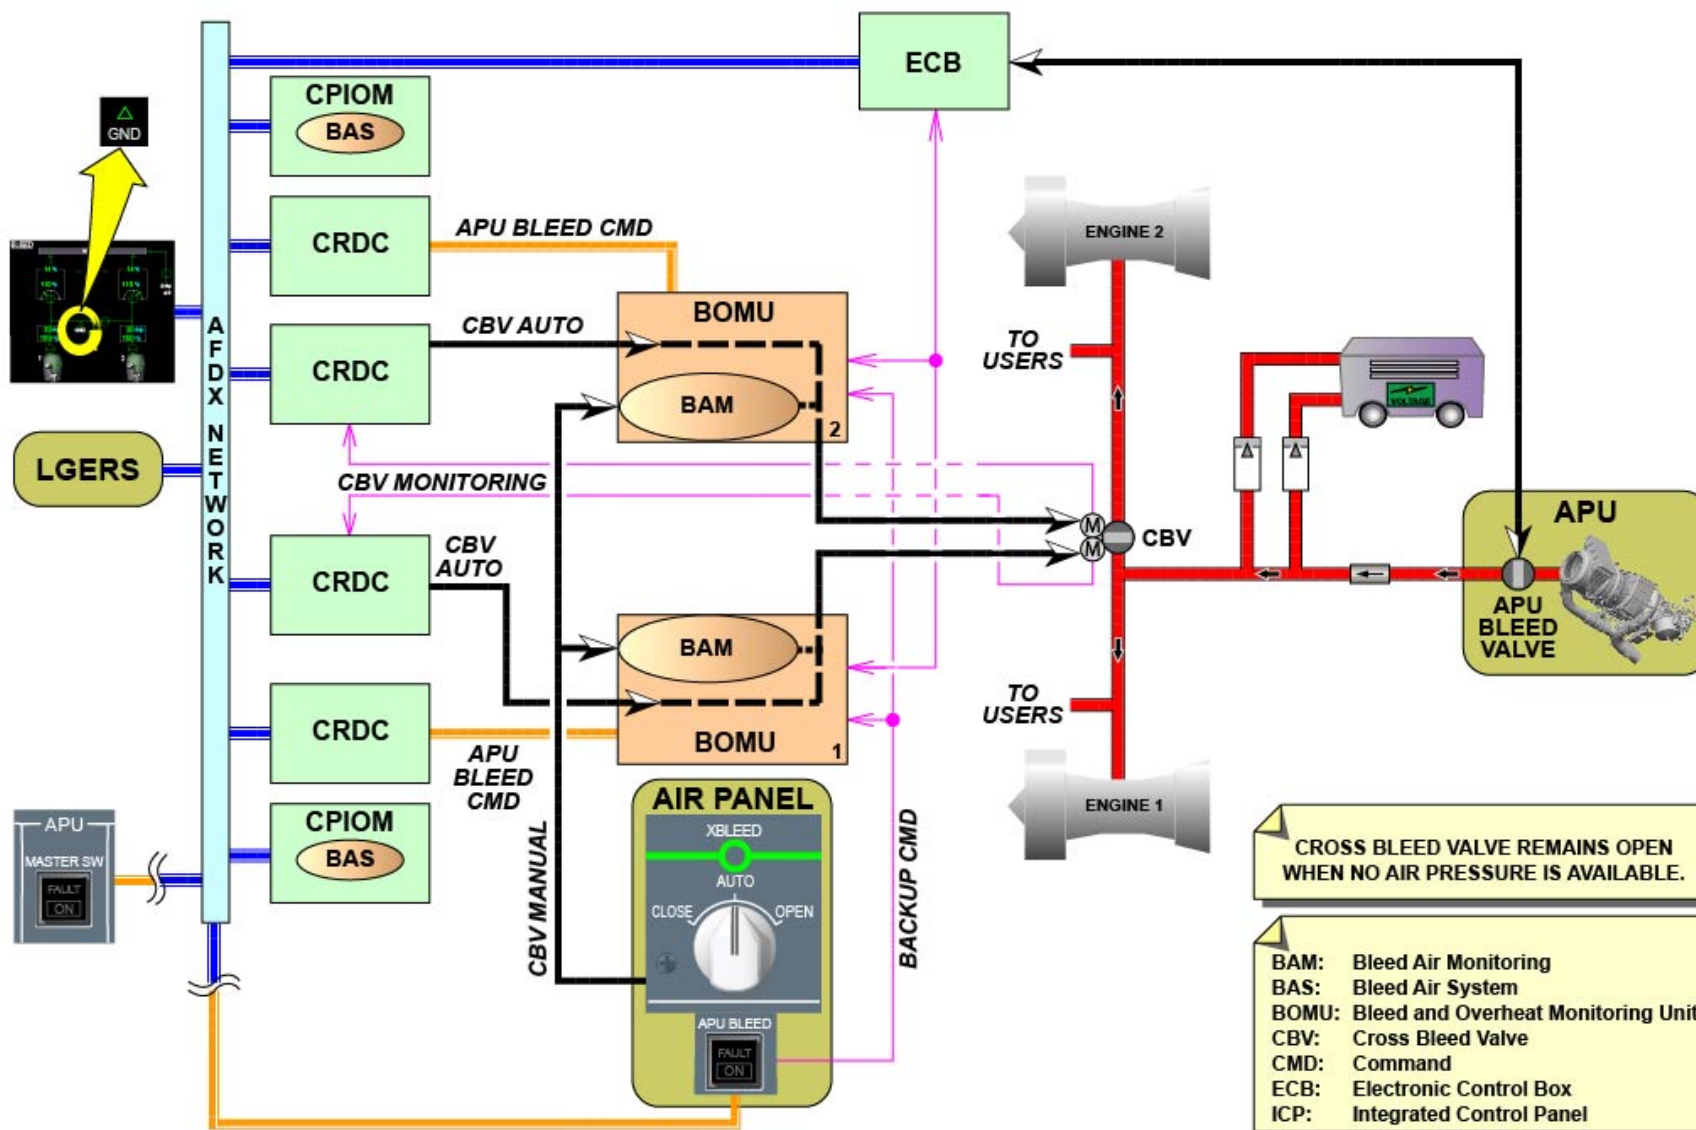 ECB
CPIOM
BAS
GND
CRDC
APU BLEED CMD
ENGINE 2
BOMU
CBV AUTO
CRDC
TO
USERS
BAM
2
VOLTAGE
AFDX NETWORK
LGERS
CBV MONITORING
APU
M
M
CBV
CBV
AUTO
CRDC
APU
BLEED
VALVE
BAM
TO
USERS
CRDC
BOMU
1
APU
BLEED
CMD
AIR PANEL
ENGINE 1
CPIOM
BAS
XBLEED
AUTO
CLOSE
OPEN
CBV MANUAL
BACKUP CMD
APU
MASTER SW
FAULT
ON
APU BLEED
FAULT
ON
CROSS BLEED VALVE REMAINS OPEN
WHEN NO AIR PRESSURE IS AVAILABLE.
BAM: Bleed Air Monitoring
BAS: Bleed Air System
BOMU: Bleed and Overheat Monitoring Unit
CBV: Cross Bleed Valve
CMD: Command
ECB: Electronic Control Box
ICP: Integrated Control Panel